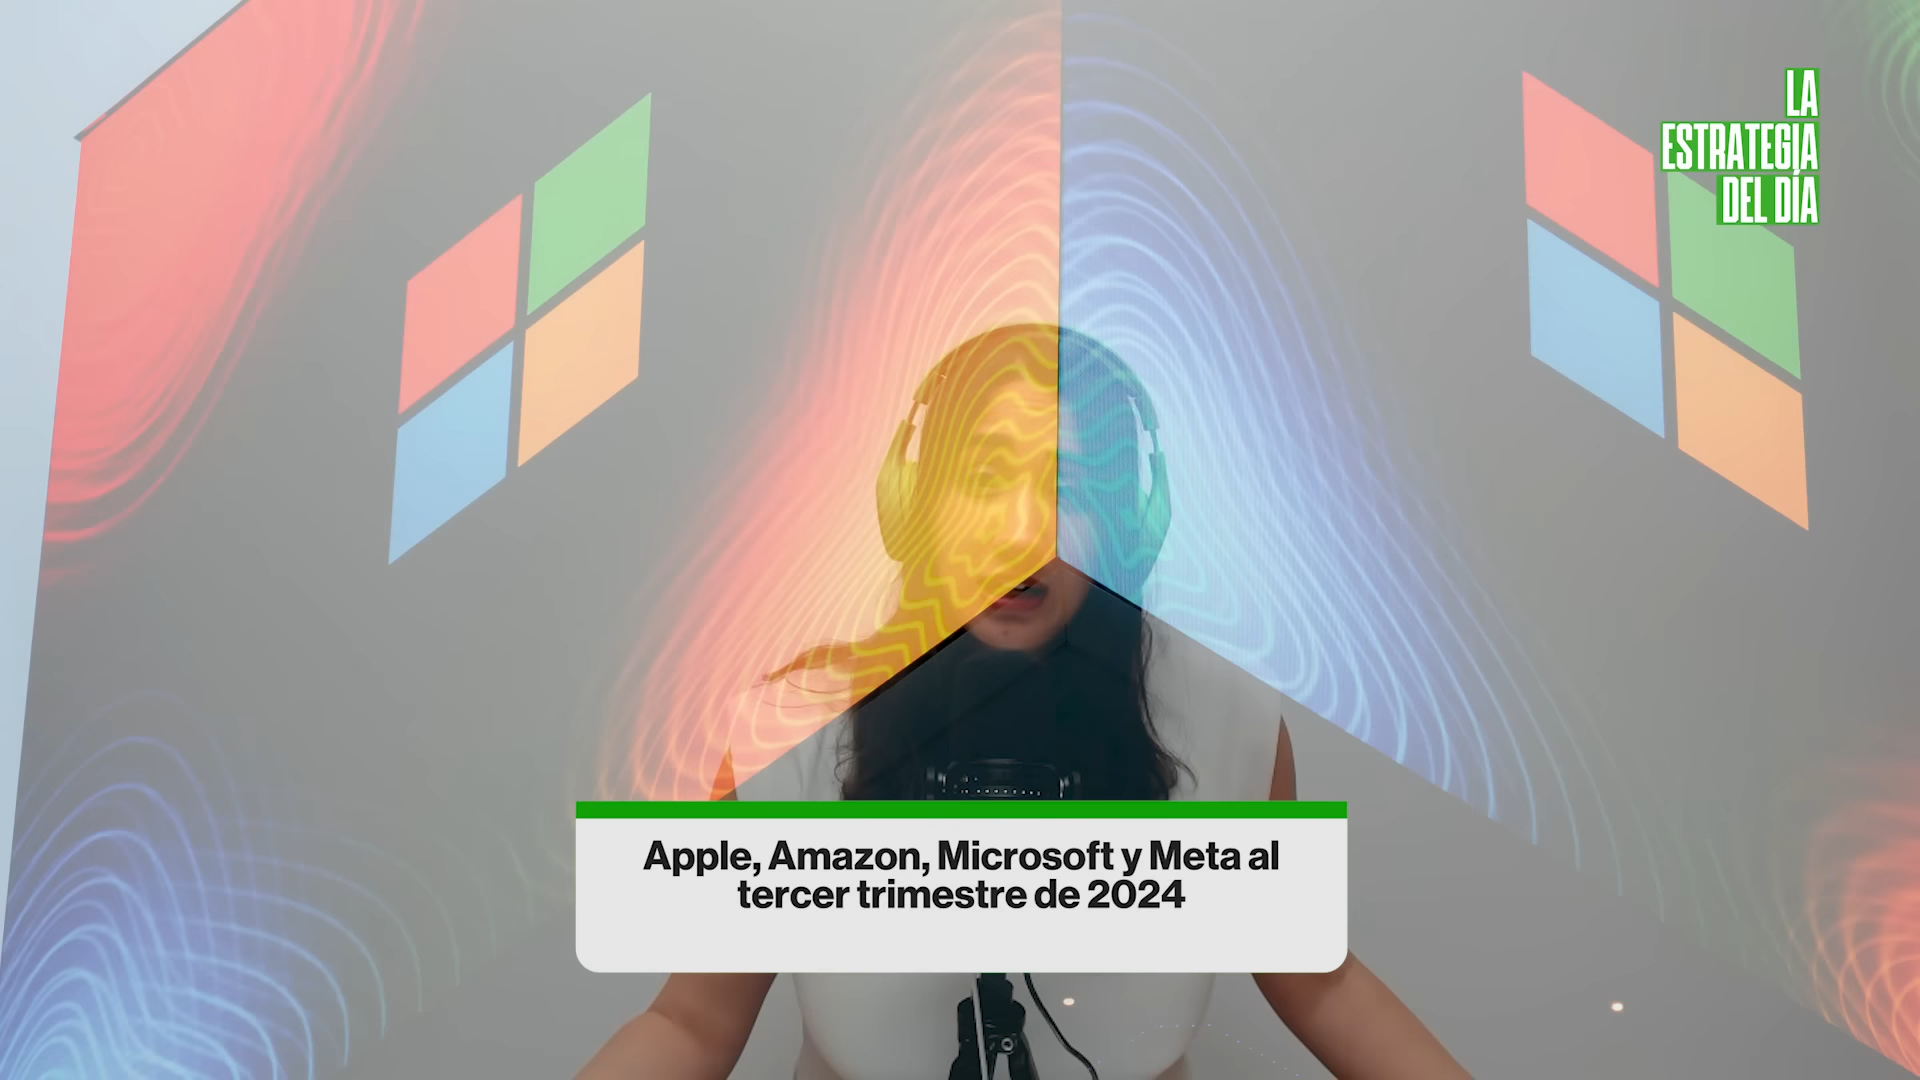 LA
ESTRATEGIA
DEL DÍA
Apple, Amazon, Microsoft y Meta al
tercer trimestre de 2024